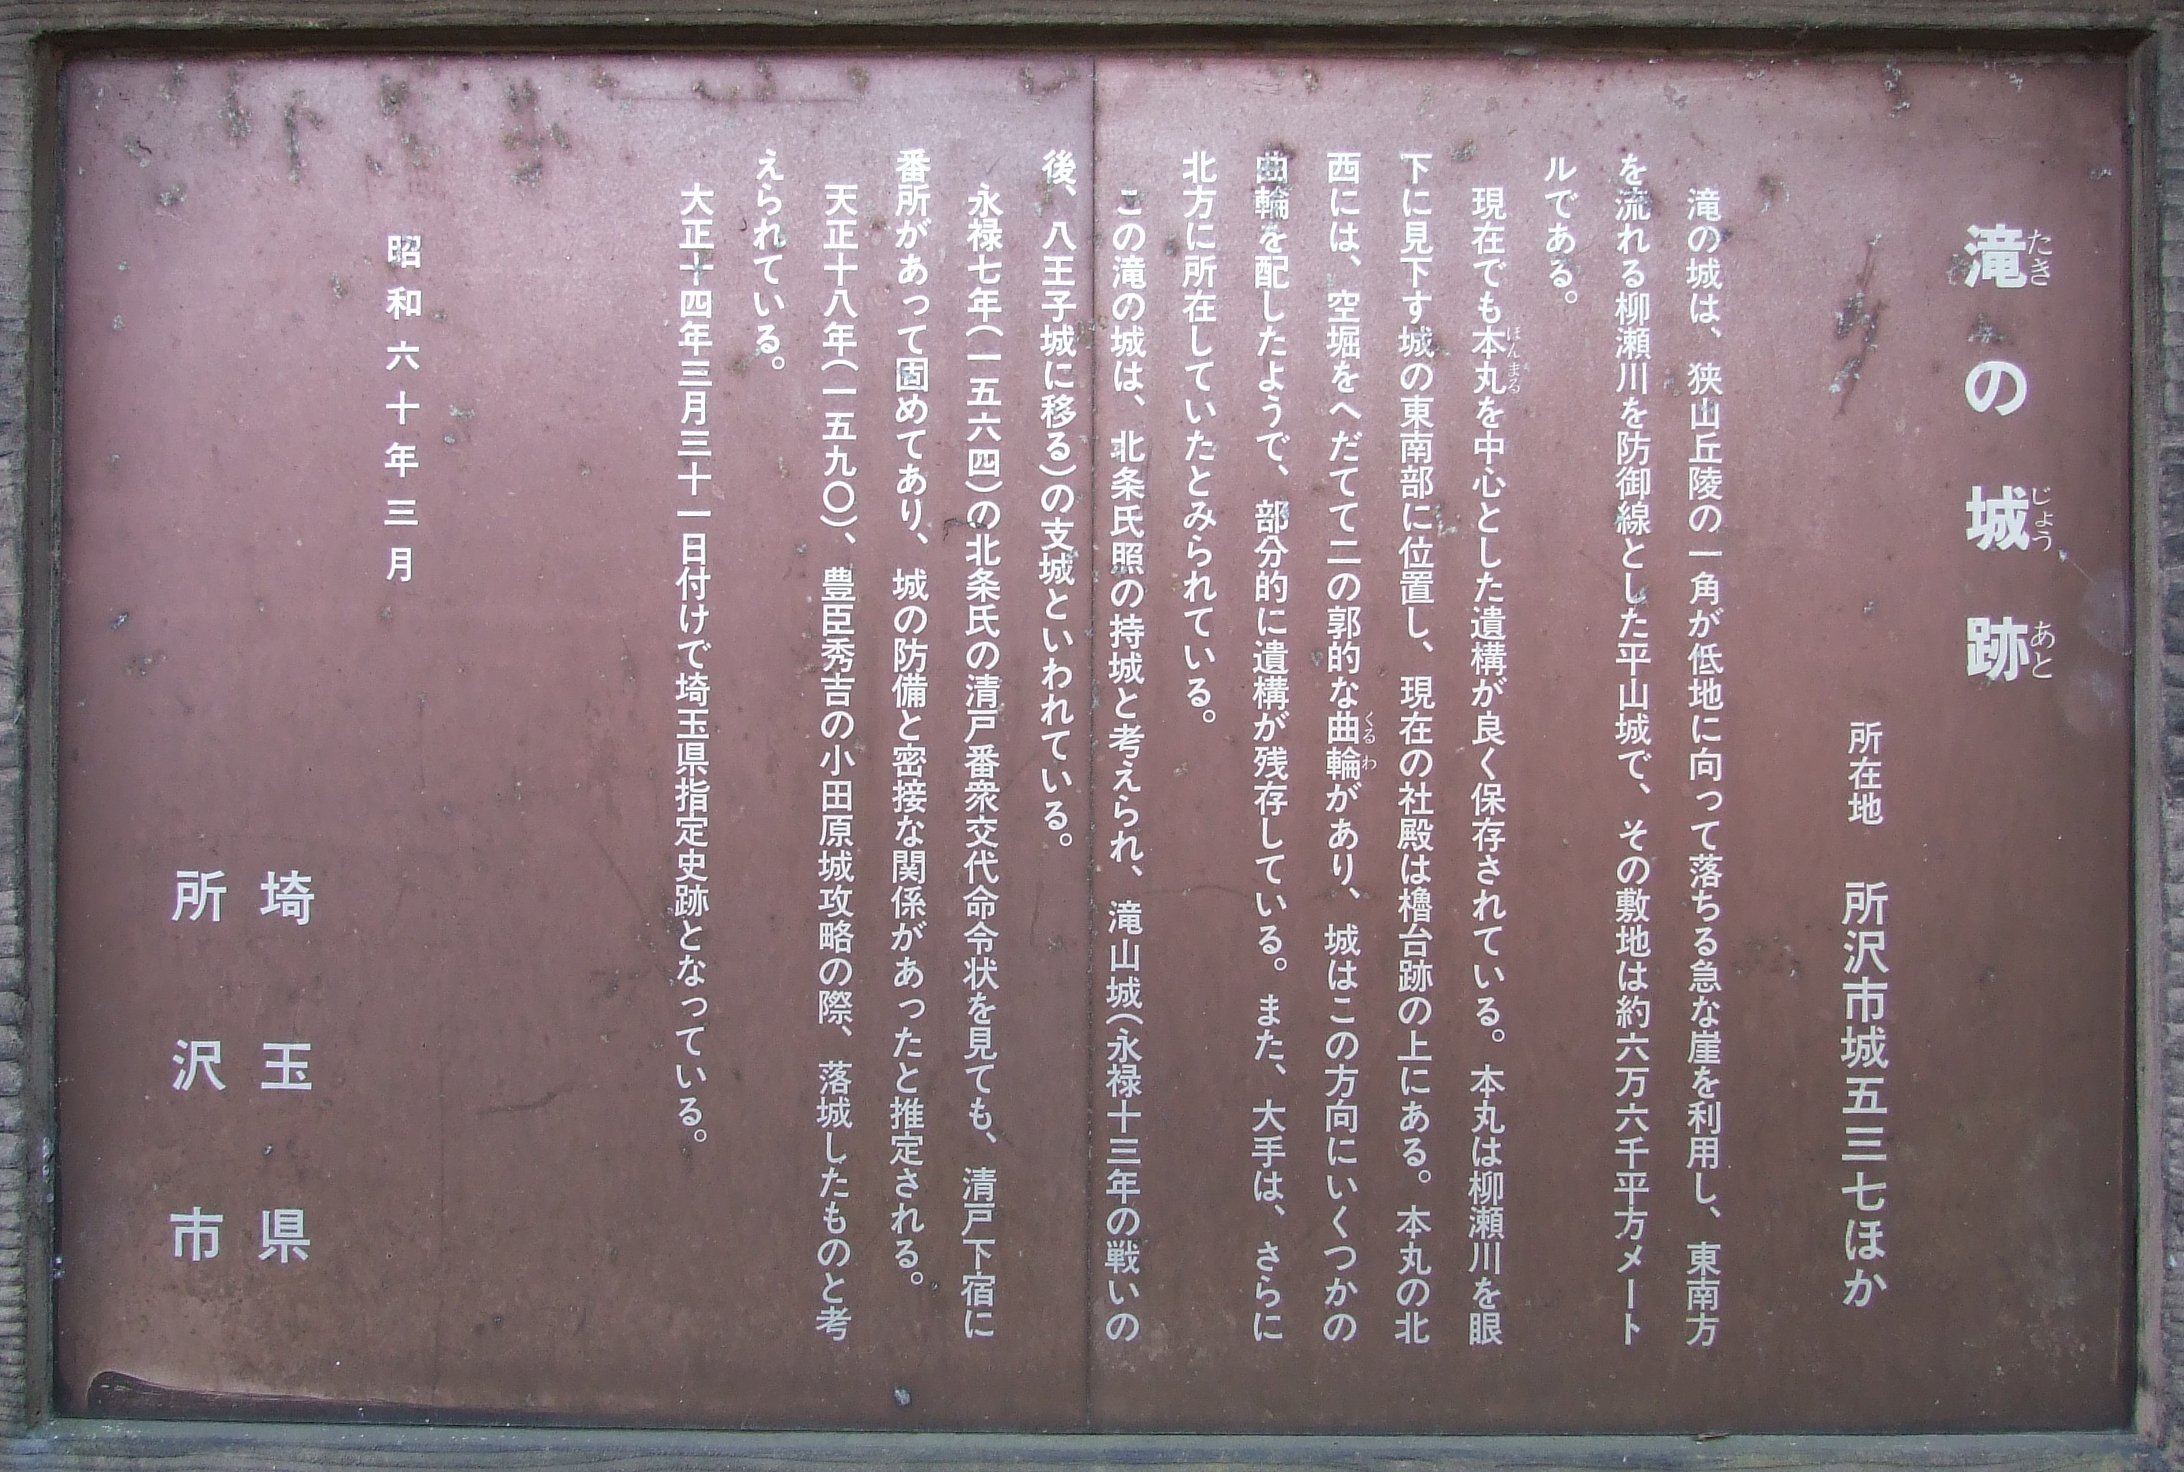 滝の城跡
たき じょう あと
所在地 所沢市城五三七ほか
滝の城は、狭山丘陵の一角が低地に向って落ちる急な崖を利用し、東南方
を流れる柳瀬川を防御線とした平山城で、その敷地は約六万六千平方メート
ルである。
現在でも本丸を中心とした遺構が良く保存されている。本丸は柳瀬川を眼
ほんまる
下に見下す城の東南部に位置し、現在の社殿は櫓台跡の上にある。本丸の北
西には、空堀をへだてて二の郭的な曲輪があり、城はこの方向にいくつかの
くるわ
曲輪を配したようで、部分的に遺構が残存している。また、大手は、さらに
北方に所在していたとみられている。
この滝の城は、北条氏照の持城と考えられ、滝山城(永禄十三年の戦いの
後、八王子城に移る)の支城といわれている。
永禄七年(一五六四)の北条氏の清戸番衆交代命令状を見ても、清戸下宿に
番所があって固めてあり、城の防備と密接な関係があったと推定される。
天正十八年(一五九〇)、豊臣秀吉の小田原城攻略の際、落城したものと考
えられている。
大正十四年三月三十一日付けで埼玉県指定史跡となっている。
昭和六十年三月
埼玉県
所沢市